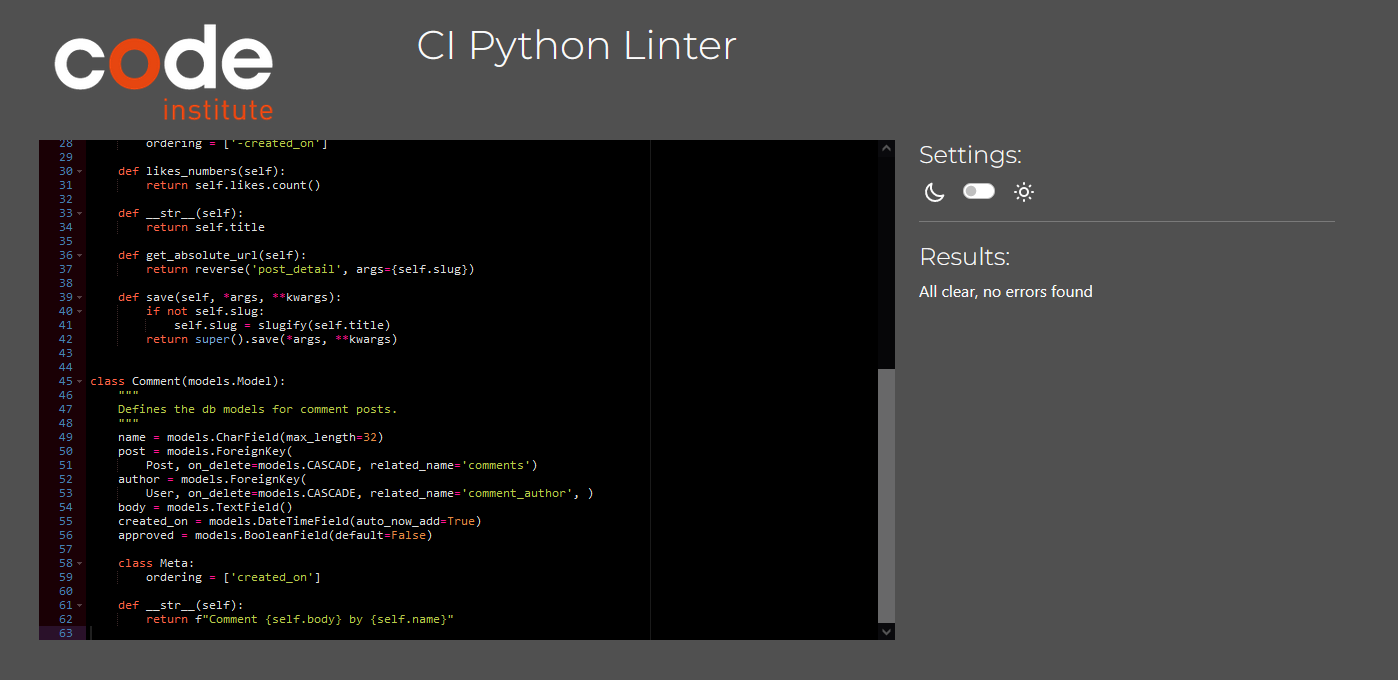 code
institute
CI Python Linter
28 ordering = ['-created_on']
29
30 def likes_numbers(self):
31 return self.likes.count()
32
33 def __str__(self):
34 return self.title
35
36 def get_absolute_url(self):
37 return reverse('post_detail', args={self.slug})
38
39 def save(self, *args, **kwargs):
40 if not self.slug:
41 self.slug = slugify(self.title)
42 return super().save(*args, **kwargs)
43
44
45 class Comment(models.Model):
46 """
47 Defines the db models for comment posts.
48 """
49 name = models.CharField(max_length=32)
50 post = models.ForeignKey(
51 Post, on_delete=models.CASCADE, related_name='comments')
52 author = models.ForeignKey(
53 User, on_delete=models.CASCADE, related_name='comment_author', )
54 body = models.TextField()
55 created_on = models.DateTimeField(auto_now_add=True)
56 approved = models.BooleanField(default=False)
57
58 class Meta:
59 ordering = ['created_on']
60
61 def __str__(self):
62 return f"Comment {self.body} by {self.name}"
63
Settings:
Results:
All clear, no errors found